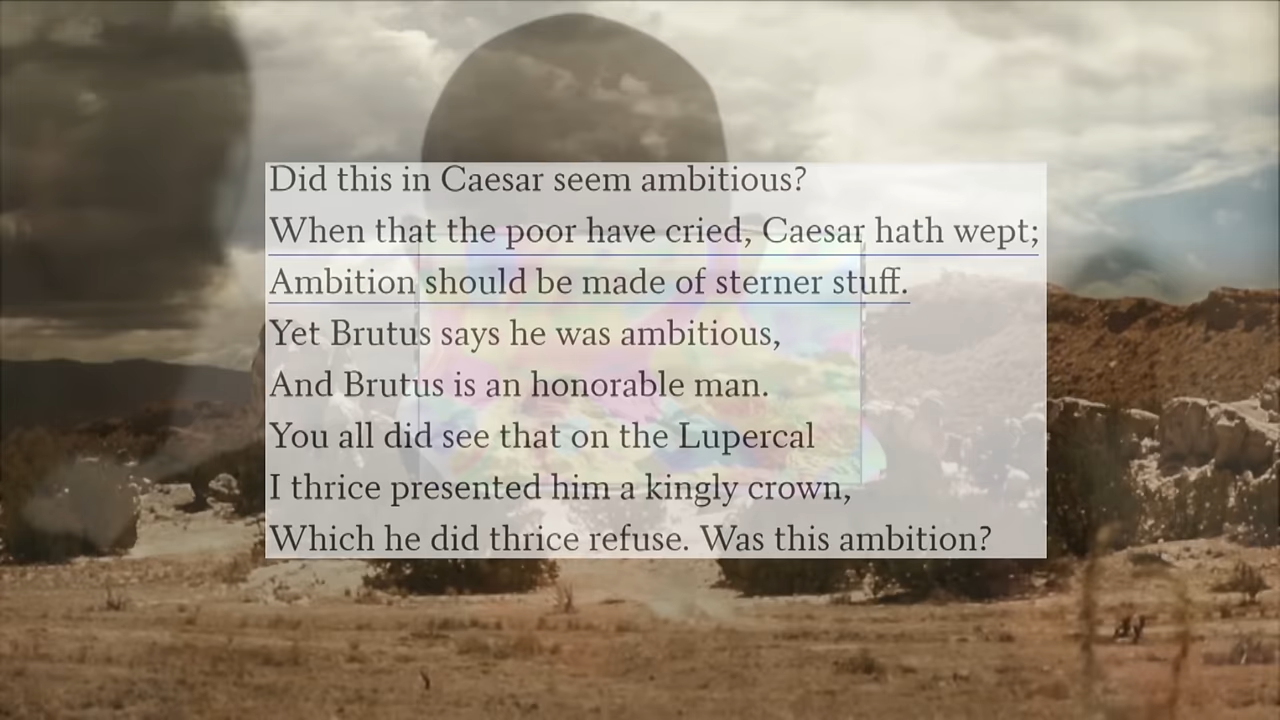 Did this in Caesar seem ambitious?
When that the poor have cried, Caesar hath wept;
Ambition should be made of sterner stuff.
Yet Brutus says he was ambitious,
And Brutus is an honorable man.
You all did see that on the Lupercal
I thrice presented him a kingly crown,
Which he did thrice refuse. Was this ambition?